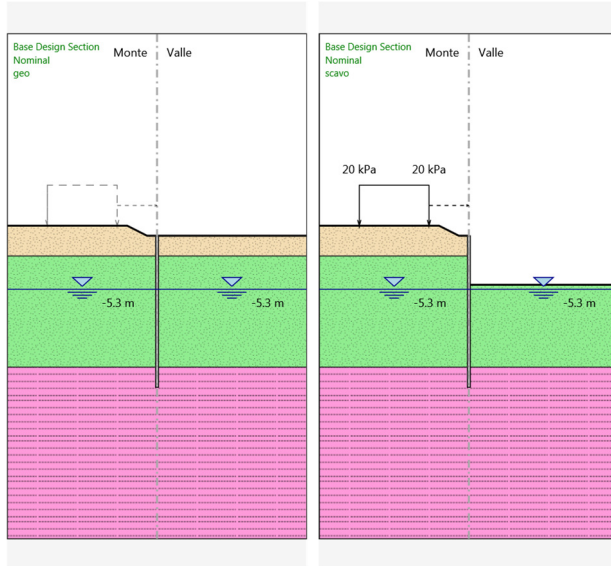 Base Design Section
Nominal
geo
Monte
Valle
-5.3 m
-5.3 m
Base Design Section
Nominal
scavo
Monte
Valle
20 kPa
20 kPa
-5.3 m
-5.3 m